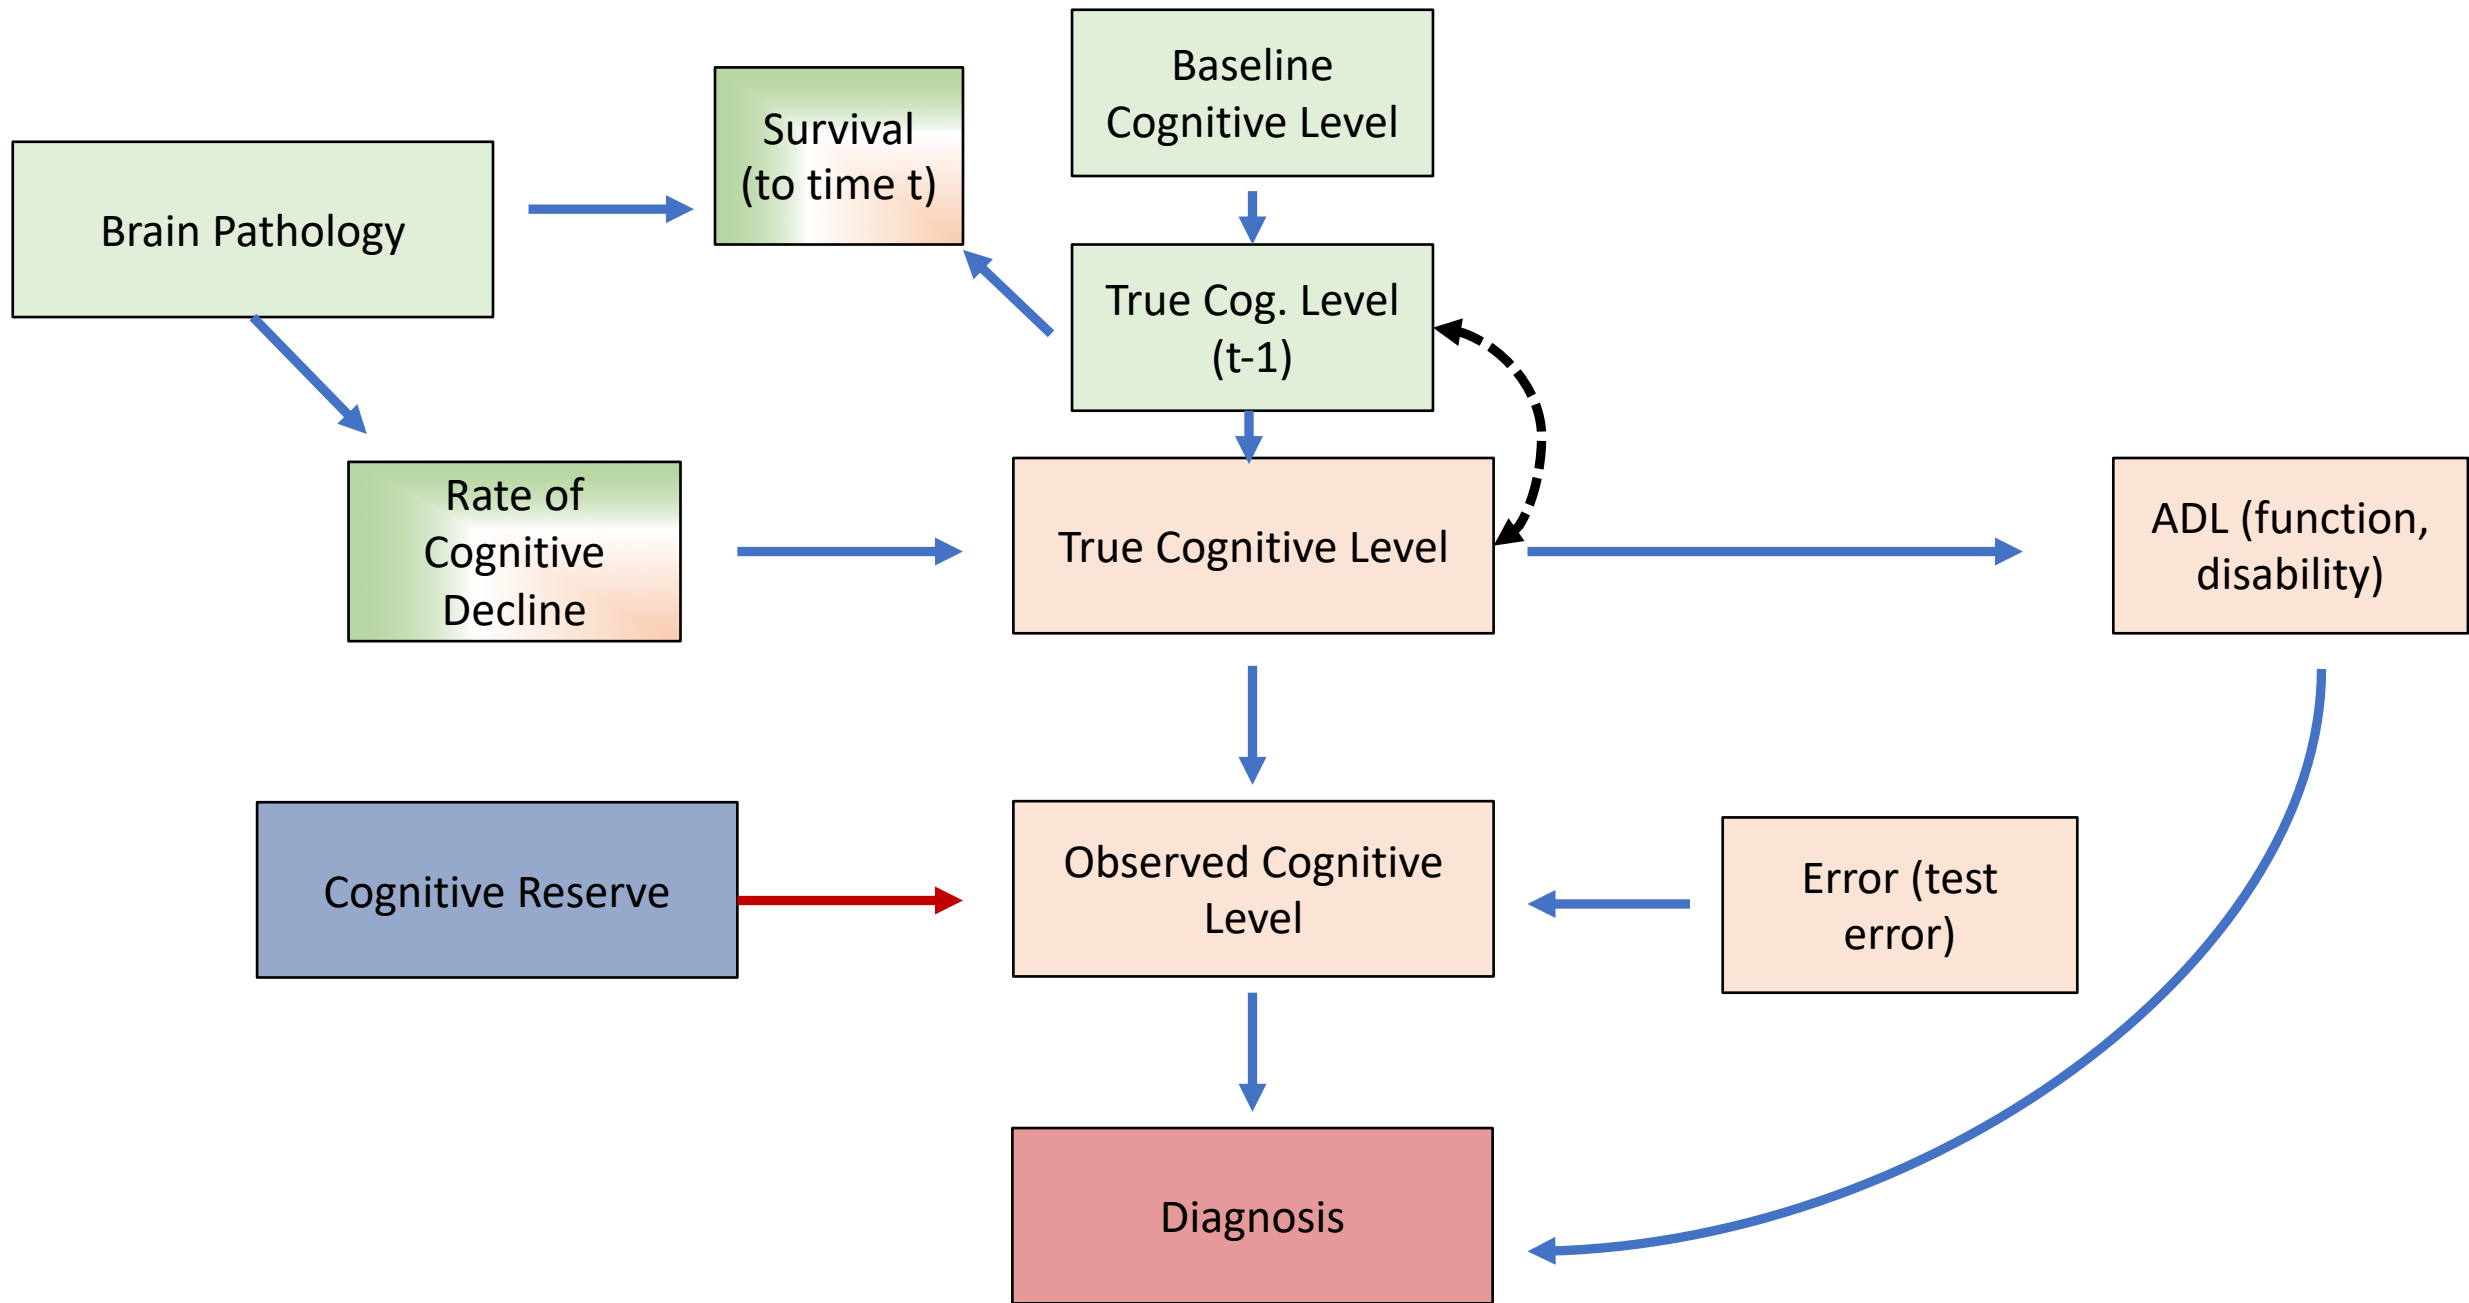 Baseline
Cognitive Level
Survival
(to time t)
Brain Pathology
True Cog. Level
(t-1)
Rate of
Cognitive
Decline
True Cognitive Level
ADL (function,
disability)
Cognitive Reserve
Observed Cognitive
Level
Error (test
error)
Diagnosis